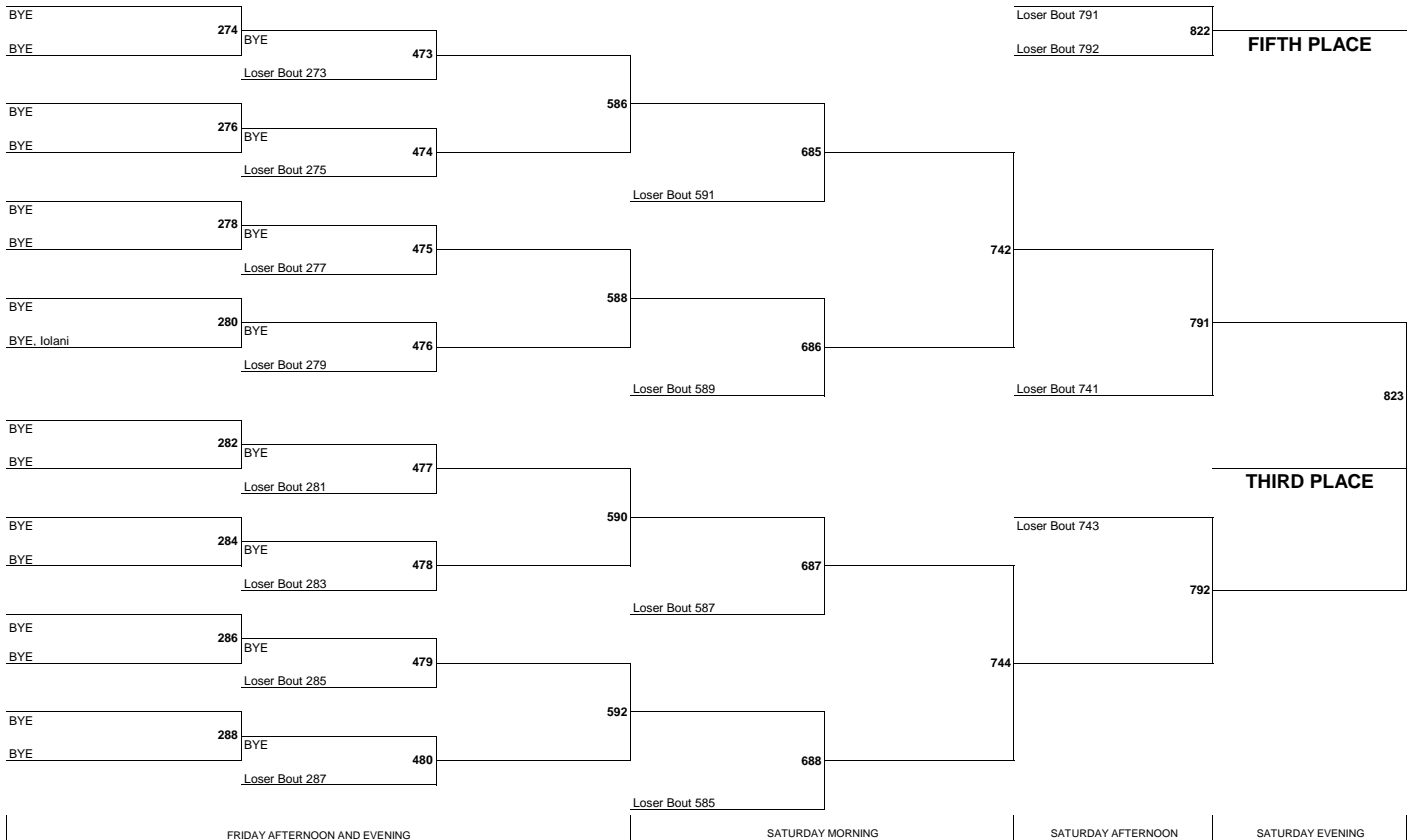 BYE
274
BYE
BYE
473
Loser Bout 273
BYE
276
BYE
BYE
474
Loser Bout 275
586
685
Loser Bout 591
BYE
278
BYE
BYE
475
Loser Bout 277
BYE
280
BYE, Iolani
BYE
476
Loser Bout 279
588
686
Loser Bout 589
742
791
Loser Bout 741
BYE
282
BYE
BYE
477
Loser Bout 281
BYE
284
BYE
BYE
478
Loser Bout 283
590
687
Loser Bout 587
BYE
286
BYE
BYE
479
Loser Bout 285
BYE
288
BYE
BYE
480
Loser Bout 287
592
688
Loser Bout 585
744
Loser Bout 743
792
823
THIRD PLACE
Loser Bout 791
822
Loser Bout 792
FIFTH PLACE
FRIDAY AFTERNOON AND EVENING
SATURDAY MORNING
SATURDAY AFTERNOON
SATURDAY EVENING